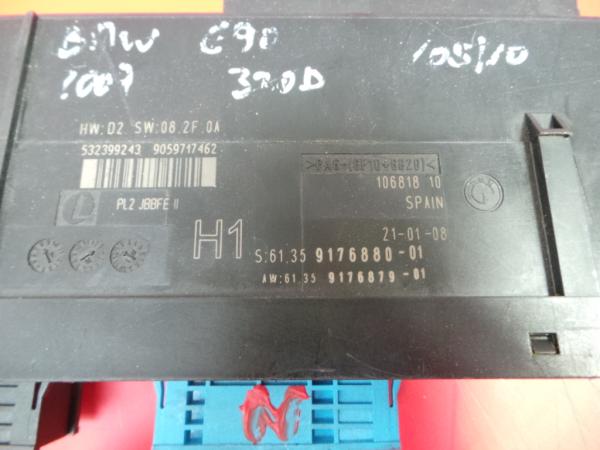 BMW E90 105/10
2009 320D
HW:D2 SW:08.2F.0A
532399243 9059717462
PL2 JBBFE II
H1
>PA6-(GF10+GB20)<
106818 10
SPAIN
21-01-08
S:61.35 9176880-01
AW:61.35 9176879-01
N